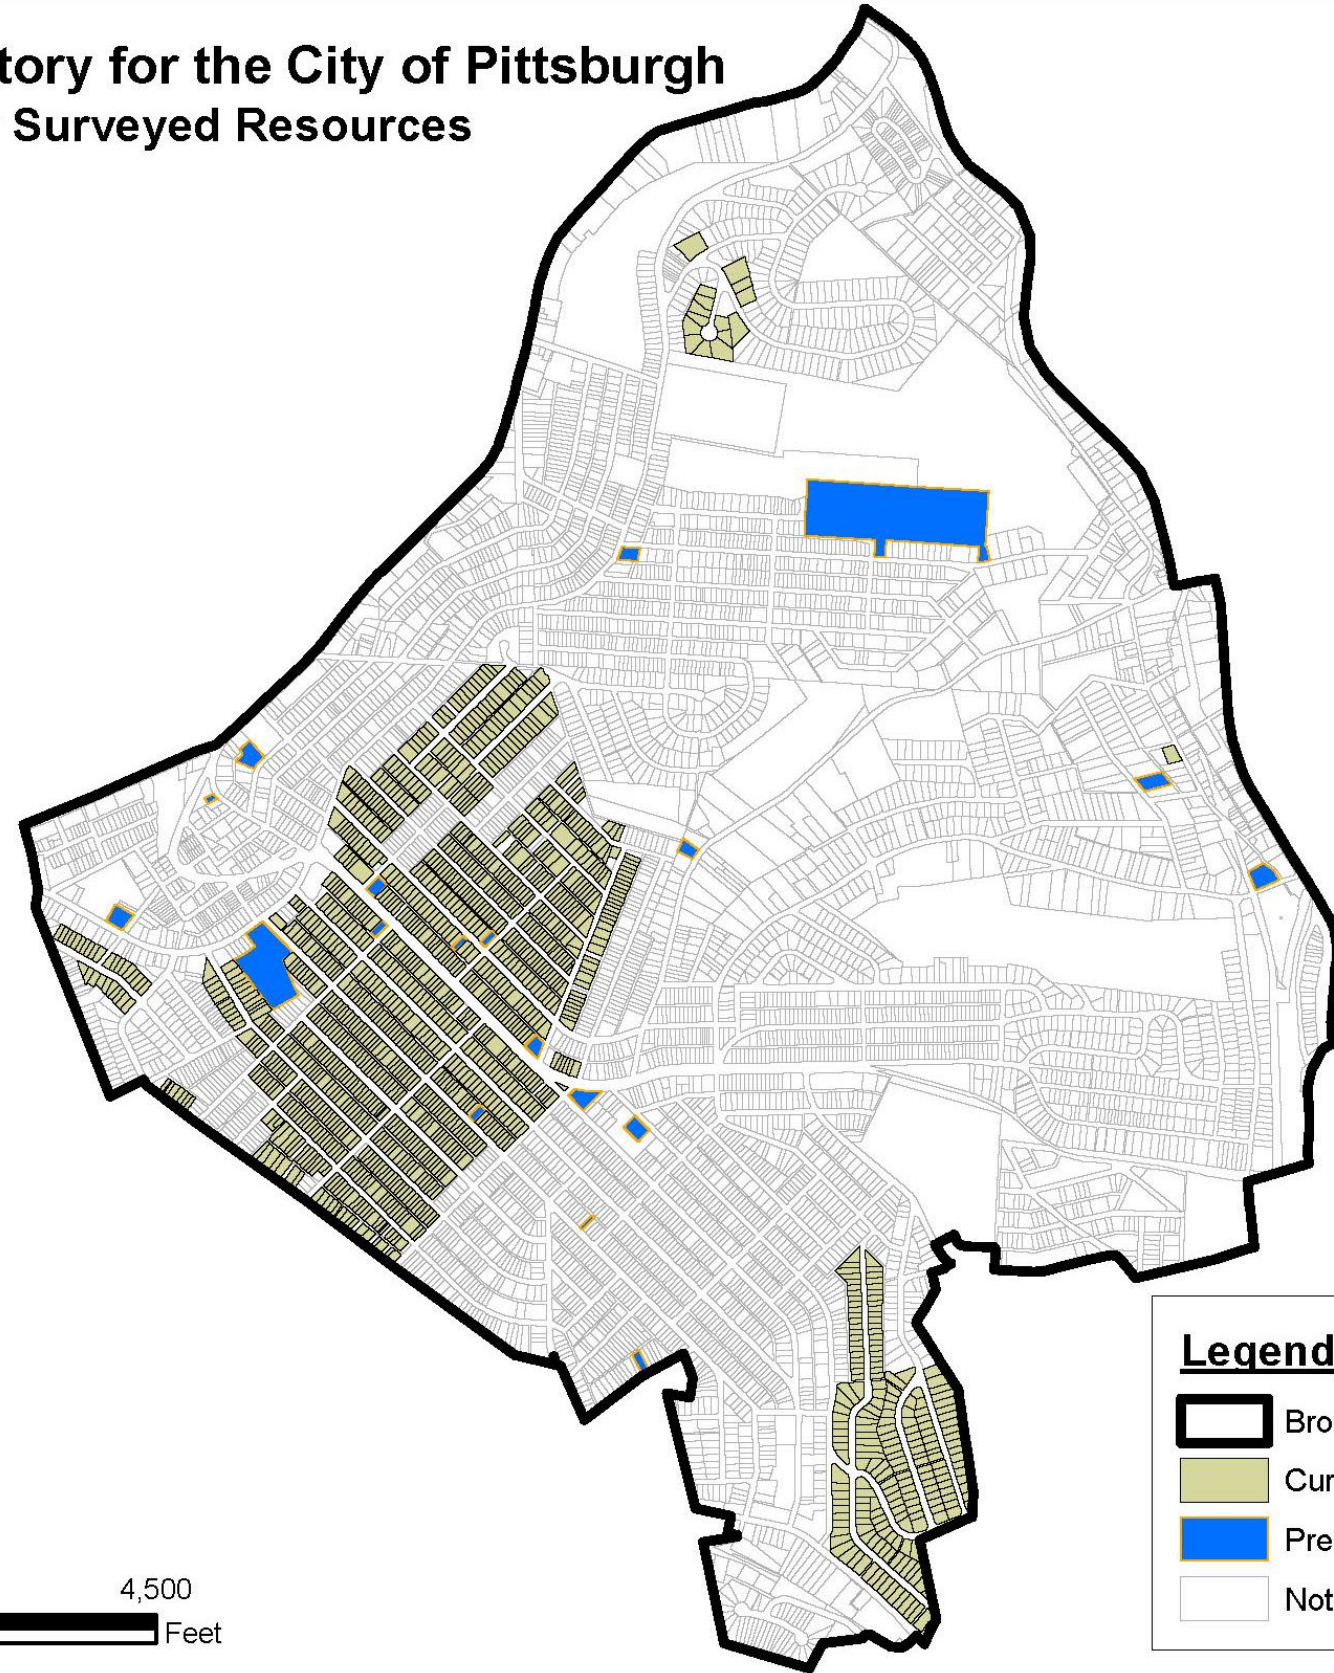 tory for the City of Pittsburgh
Surveyed Resources
Legend
Bro
Cur
Pre
Not
4,500
Feet